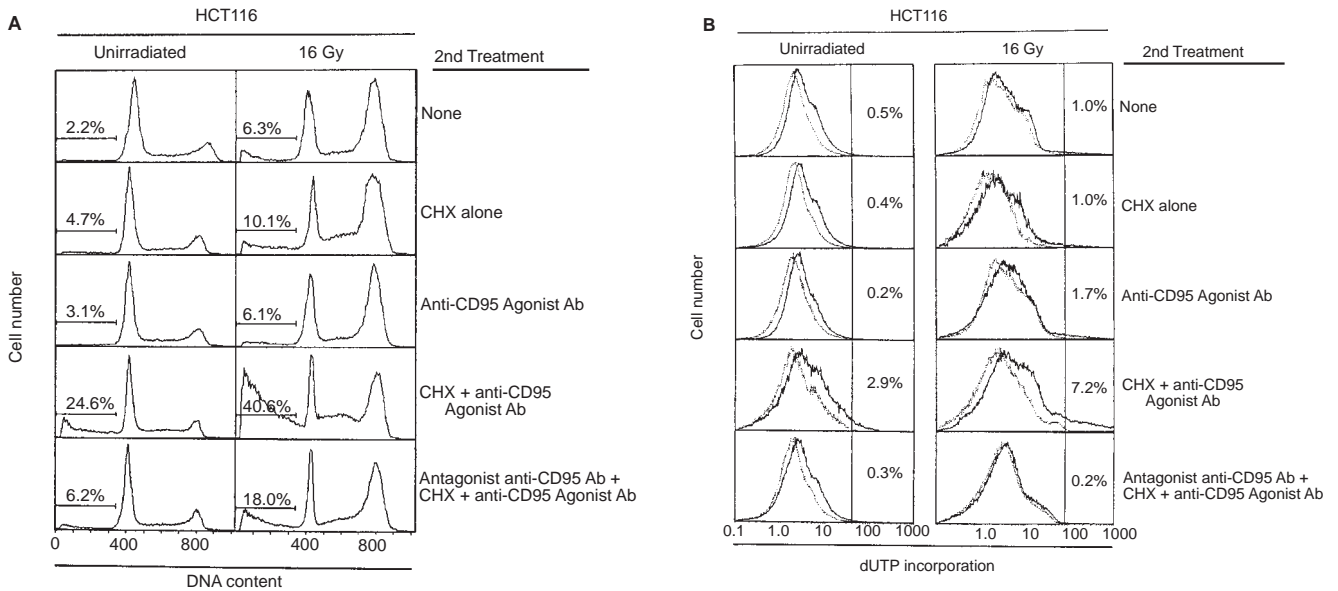 A
HCT116
Unirradiated
16 Gy
2nd Treatment
2.2%
6.3%
None
4.7%
10.1%
CHX alone
3.1%
6.1%
Anti-CD95 Agonist Ab
24.6%
40.6%
CHX + anti-CD95
Agonist Ab
6.2%
18.0%
Antagonist anti-CD95 Ab +
CHX + anti-CD95 Agonist Ab
Cell number
0 400 800 400 800
DNA content
B
HCT116
Unirradiated
16 Gy
2nd Treatment
0.5%
1.0%
None
0.4%
1.0%
CHX alone
0.2%
1.7%
Anti-CD95 Agonist Ab
2.9%
7.2%
CHX + anti-CD95
Agonist Ab
0.3%
0.2%
Antagonist anti-CD95 Ab +
CHX + anti-CD95 Agonist Ab
Cell number
0.1 1.0 10 100 1000 1.0 10 100 1000
dUTP incorporation